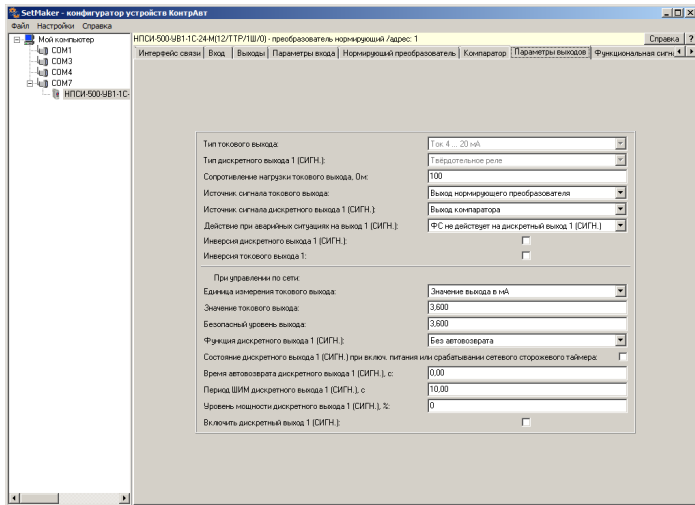 SetMaker - конфигуратор устройств КонтрАвт
Файл Настройки Справка
Мой компьютер
COM1
COM3
COM4
COM7
НПСИ-500-УВ1-1С-
НПСИ-500-УВ1-1С-24-М(12/ТТР/1Ш/0) - преобразователь нормирующий /адрес: 1
Справка ?
Интерфейс связи Вход Выходы Параметры входа Нормирующий преобразователь Компаратор Параметры выходов Функциональная сигн
Тип токового выхода: Ток 4 ... 20 мА
Тип дискретного выхода 1 (СИГН.): Твёрдотельное реле
Сопротивление нагрузки токового выхода, Ом: 100
Источник сигнала токового выхода: Выход нормирующего преобразователя
Источник сигнала дискретного выхода 1 (СИГН.): Выход компаратора
Действие при аварийных ситуациях на выход 1 (СИГН.): ФС не действует на дискретный выход 1 (СИГН.)
Инверсия дискретного выхода 1 (СИГН.):
Инверсия токового выхода 1:
При управлении по сети:
Единица измерения токового выхода: Значение выхода в мА
Значение токового выхода: 3,600
Безопасный уровень выхода: 3,600
Функция дискретного выхода 1 (СИГН.): Без автовозврата
Состояние дискретного выхода 1 (СИГН.) при включ. питания или срабатывании сетевого сторожевого таймера:
Время автовозврата дискретного выхода 1 (СИГН.), с: 0,00
Период ШИМ дискретного выхода 1 (СИГН.), с 10,00
Уровень мощности дискретного выхода 1 (СИГН.), %: 0
Включить дискретный выход 1 (СИГН.):